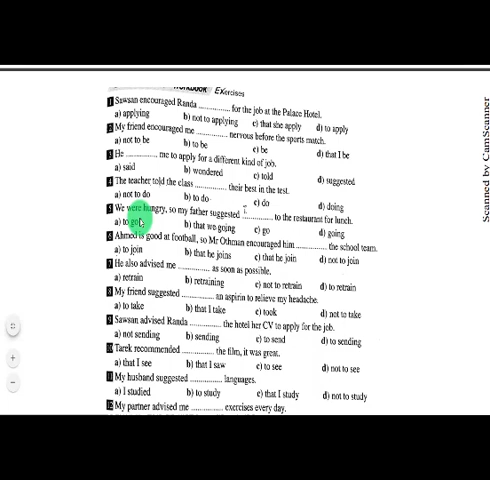 WORKBOOK Exercises
1 Sawsan encouraged Randa .............. for the job at the Palace Hotel.
a) applying b) not to applying c) that she apply d) to apply
2 My friend encouraged me .............. nervous before the sports match.
a) not to be b) to be c) be d) that I be
3 He .............. me to apply for a different kind of job.
a) said b) wondered c) told d) suggested
4 The teacher told the class .............. their best in the test.
a) not to do b) to do c) do d) doing
5 We were hungry, so my father suggested .............. to the restaurant for lunch.
a) to go b) that we going c) go d) going
6 Ahmed is good at football, so Mr Othman encouraged him .............. the school team.
a) to join b) that he joins c) that he join d) not to join
7 He also advised me .............. as soon as possible.
a) retrain b) retraining c) not to retrain d) to retrain
8 My friend suggested .............. an aspirin to relieve my headache.
a) to take b) that I take c) took d) not to take
9 Sawsan advised Randa .............. the hotel her CV to apply for the job.
a) not sending b) sending c) to send d) to sending
10 Tarek recommended .............. the film, it was great.
a) that I see b) that I saw c) to see d) not to see
11 My husband suggested .............. languages.
a) I studied b) to study c) that I study d) not to study
12 My partner advised me .............. exercises every day.
Scanned by CamScanner